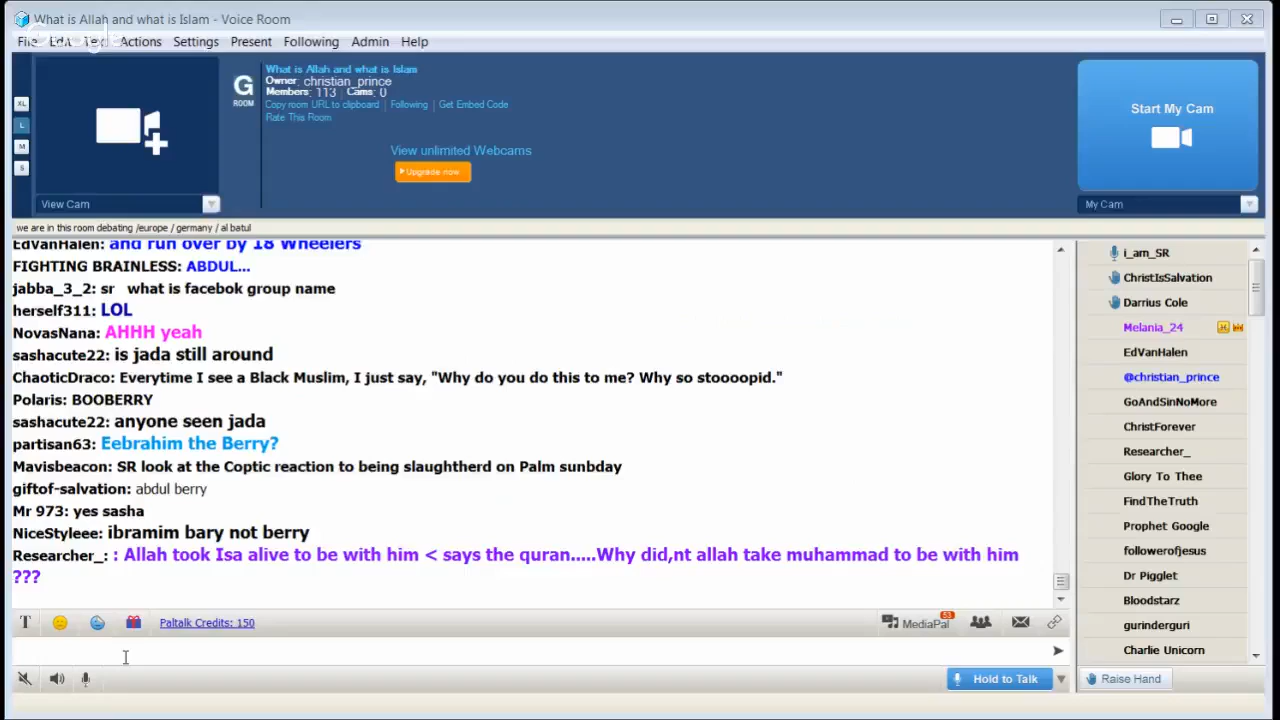 What is Allah and what is Islam - Voice Room
Google
File Edit Text Actions Settings Present Following Admin Help
XL
L
M
S
G
ROOM
What is Allah and what is Islam
Owner: christian_prince
Members: 113 Cams: 0
Copy room URL to clipboard | Following | Get Embed Code
Rate This Room
View unlimited Webcams
Upgrade now
Start My Cam
View Cam
My Cam
we are in this room debating /europe / germany / al batul
EdVanHalen: and run over by 18 Wheelers
FIGHTING BRAINLESS: ABDUL...
jabba_3_2: sr what is facebok group name
herself311: LOL
NovasNana: AHHH yeah
sashacute22: is jada still around
ChaoticDraco: Everytime I see a Black Muslim, I just say, "Why do you do this to me? Why so stoooopid."
Polaris: BOOBERRY
sashacute22: anyone seen jada
partisan63: Eebrahim the Berry?
Mavisbeacon: SR look at the Coptic reaction to being slaughtherd on Palm sunbday
giftof-salvation: abdul berry
Mr 973: yes sasha
NiceStyleee: ibramim bary not berry
Researcher_: : Allah took Isa alive to be with him < says the quran.....Why did,nt allah take muhammad to be with him
???
i_am_SR
ChristIsSalvation
Darrius Cole
Melania_24
EdVanHalen
@christian_prince
GoAndSinNoMore
ChristForever
Researcher_
Glory To Thee
FindTheTruth
Prophet Google
followerofjesus
Dr Pigglet
Bloodstarz
gurinderguri
Charlie Unicorn
T
Paltalk Credits: 150
MediaPal
53
Hold to Talk
Raise Hand